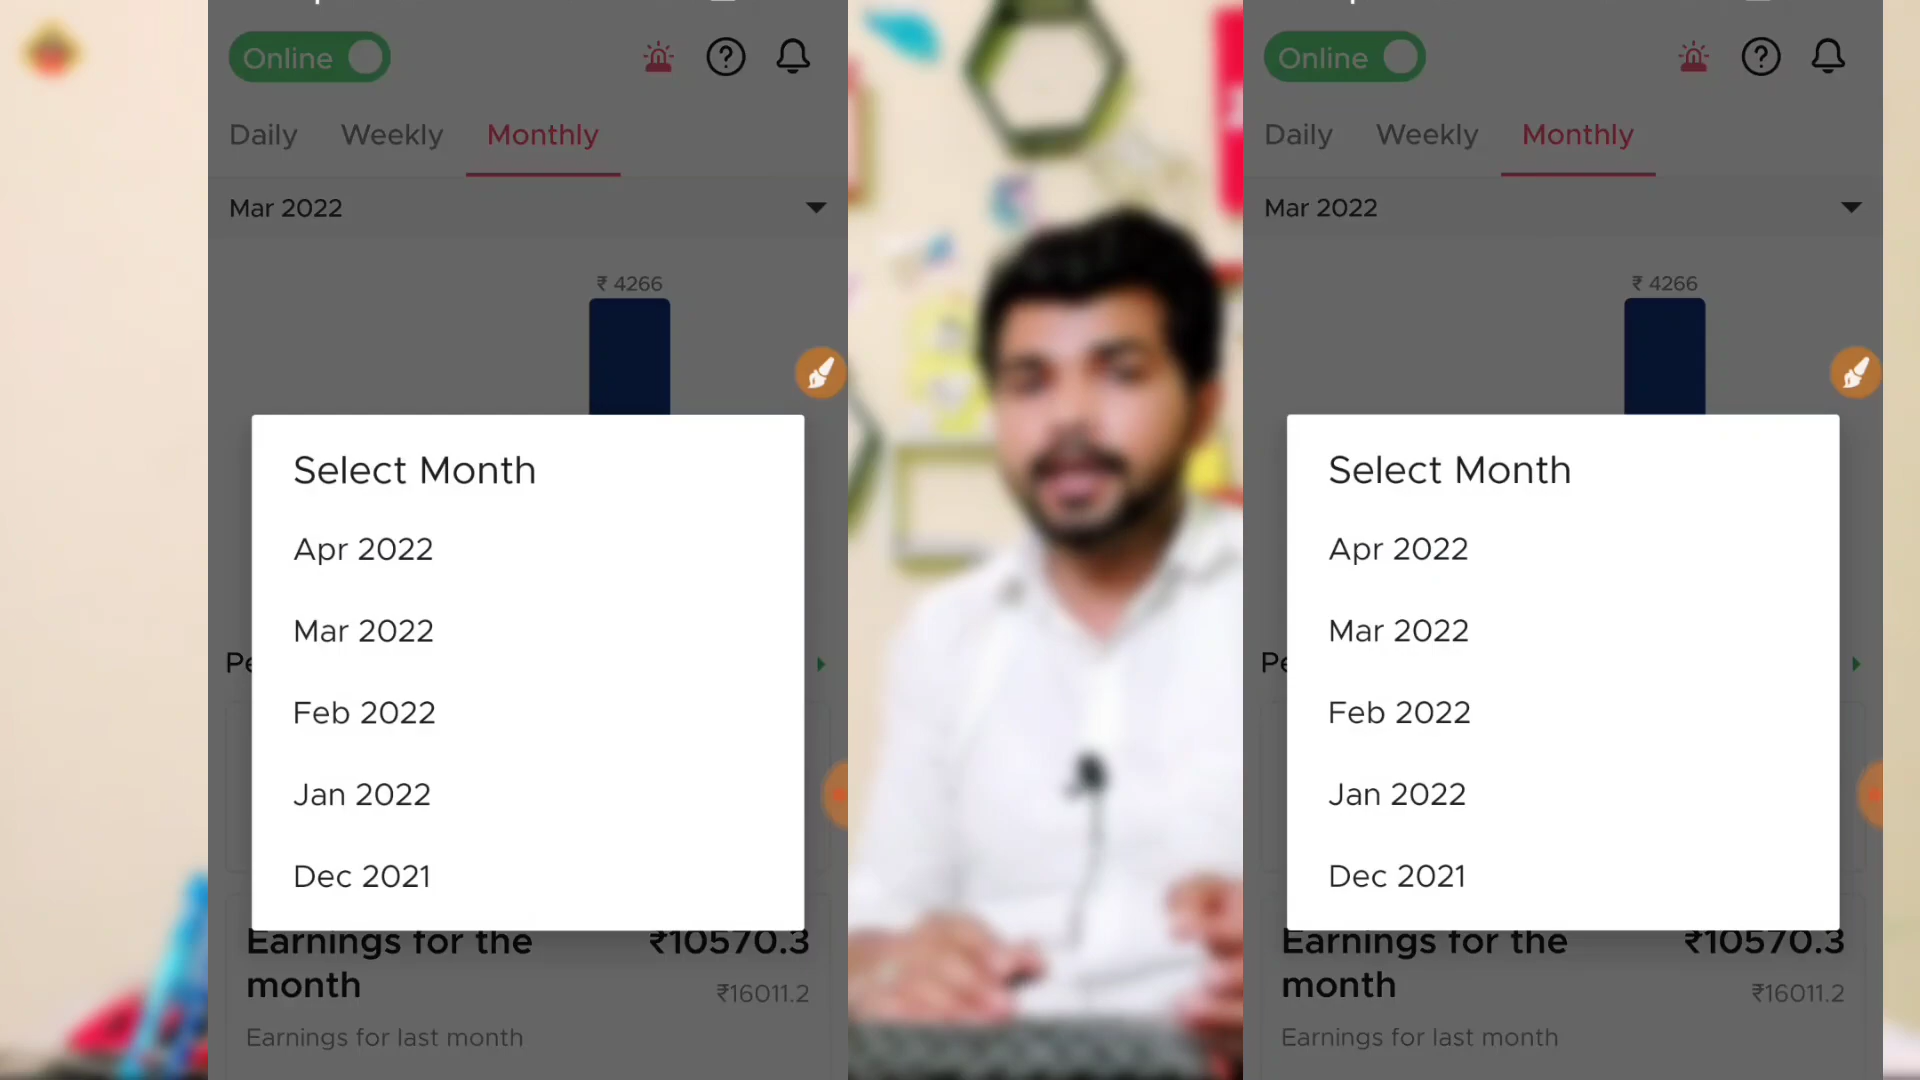 Online
Daily Weekly Monthly
Mar 2022
₹ 4266
Select Month
Apr 2022
Mar 2022
Feb 2022
Jan 2022
Dec 2021
Pe
Earnings for the ₹10570.3
month
₹16011.2
Earnings for last month
Online
Daily Weekly Monthly
Mar 2022
₹ 4266
Select Month
Apr 2022
Mar 2022
Feb 2022
Jan 2022
Dec 2021
Pe
Earnings for the ₹10570.3
month
₹16011.2
Earnings for last month